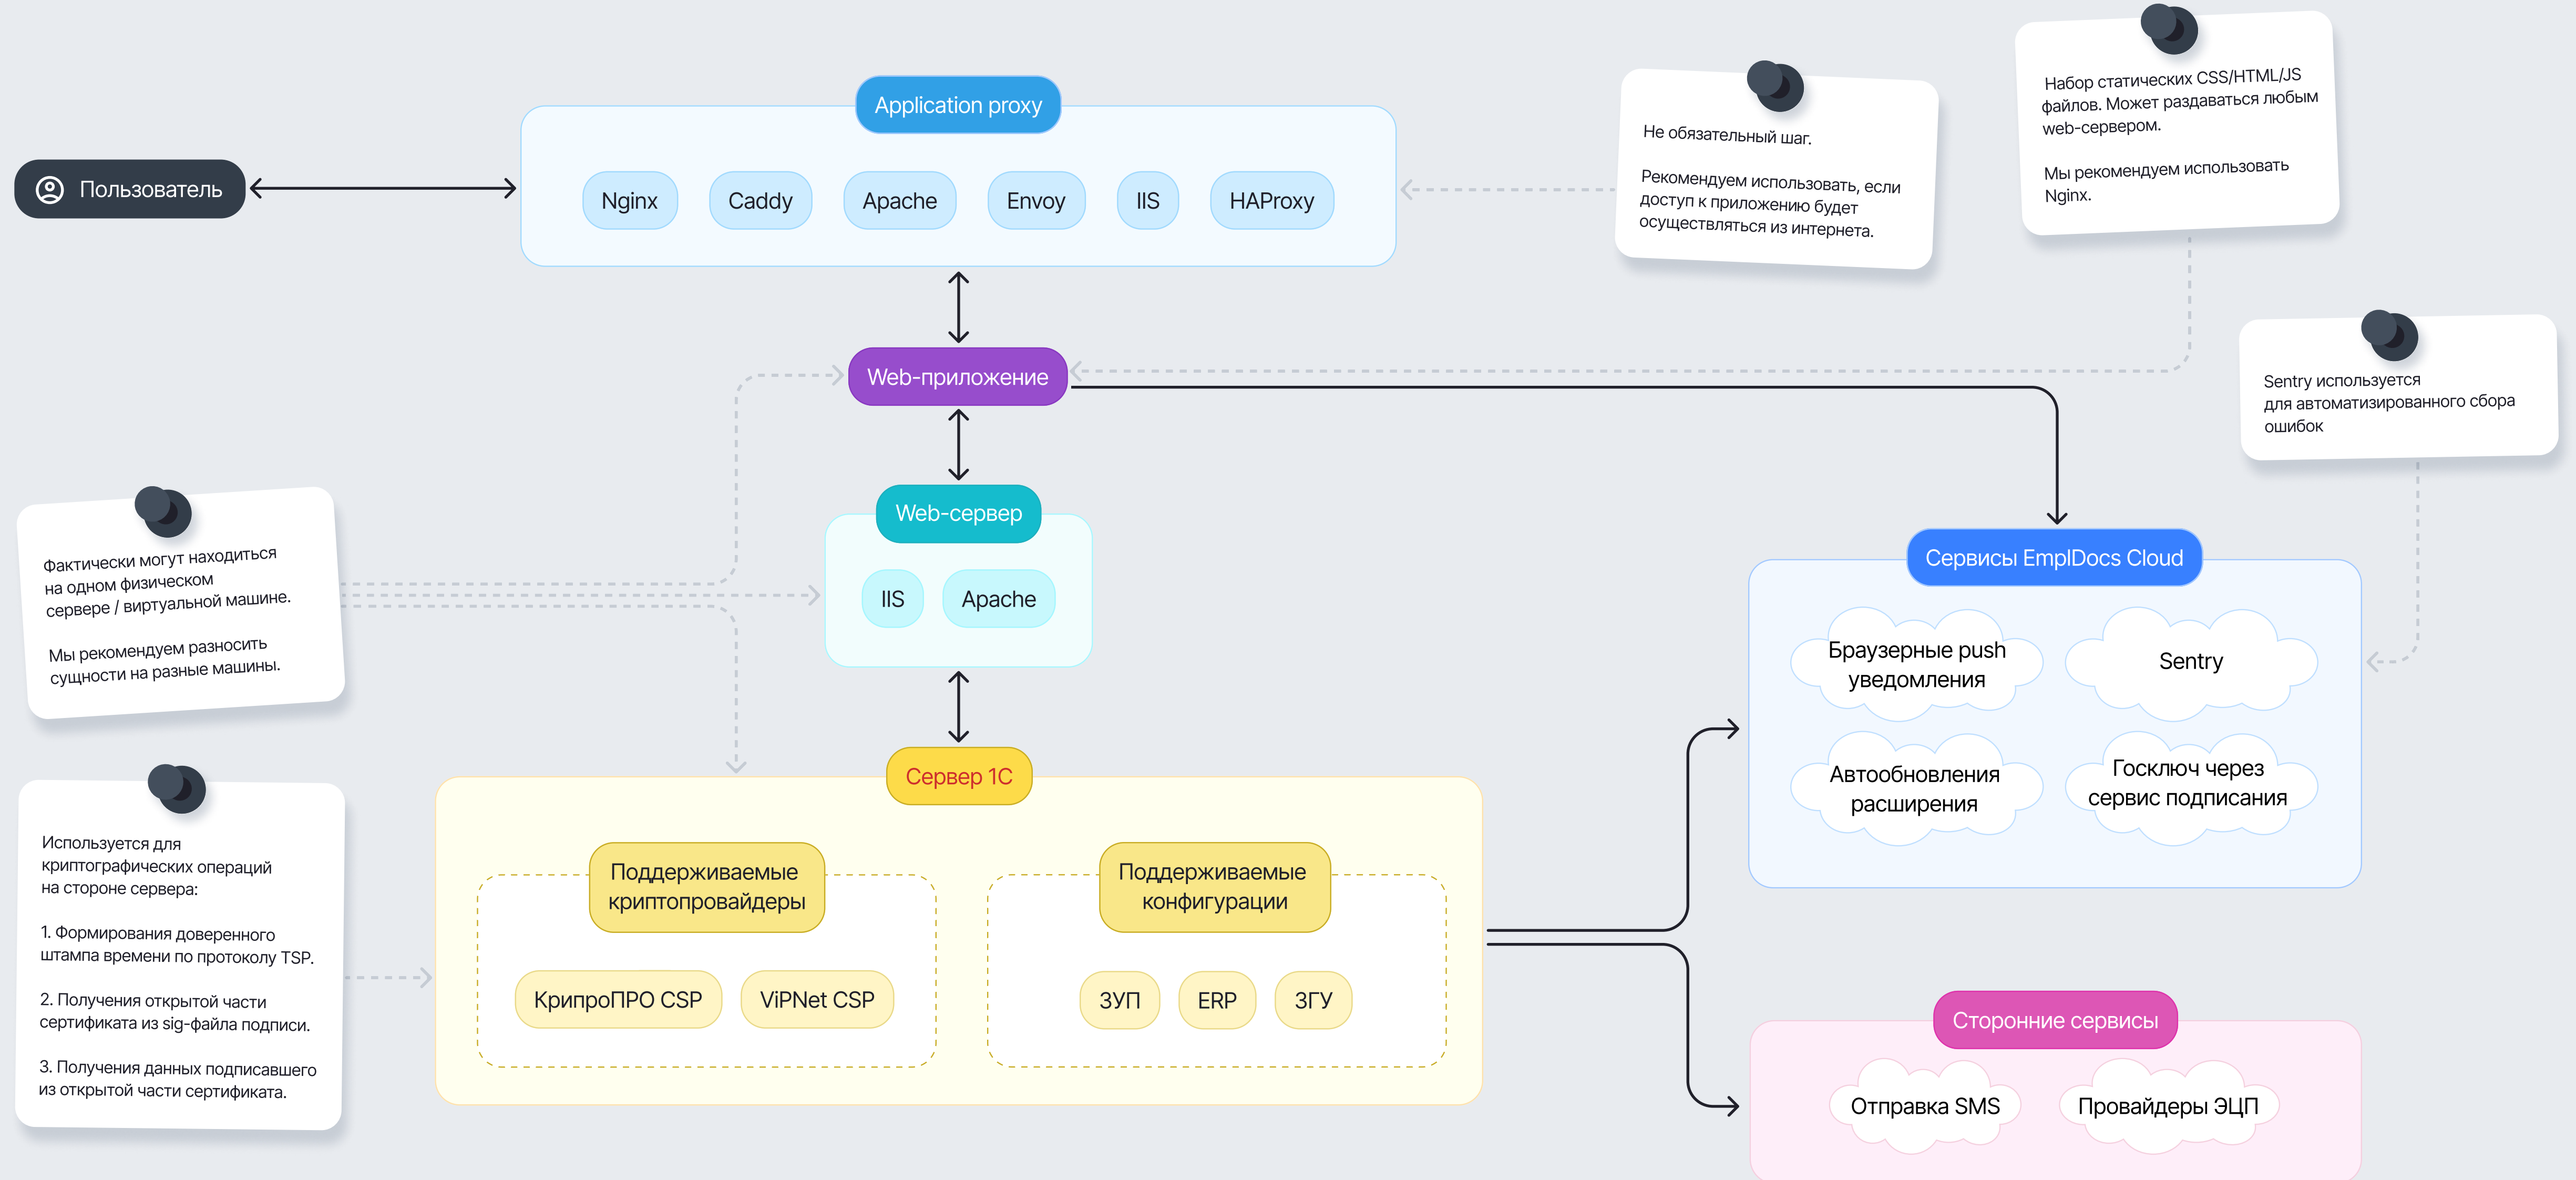 Application proxy
Пользователь
Nginx
Caddy
Apache
Envoy
IIS
HAProxy
Не обязательный шаг.
Рекомендуем использовать, если
доступ к приложению будет
осуществляться из интернета.
Набор статических CSS/HTML/JS
файлов. Может раздаваться любым
web-сервером.
Мы рекомендуем использовать
Nginx.
Web-приложение
Sentry используется
для автоматизированного сбора
ошибок
Web-сервер
IIS
Apache
Фактически могут находиться
на одном физическом
сервере / виртуальной машине.
Мы рекомендуем разносить
сущности на разные машины.
Сервисы EmplDocs Cloud
Браузерные push
уведомления
Sentry
Автообновления
расширения
Госключ через
сервис подписания
Сервер 1С
Поддерживаемые
криптопровайдеры
КрипроПРО CSP
ViPNet CSP
Поддерживаемые
конфигурации
ЗУП
ERP
ЗГУ
Используется для
криптографических операций
на стороне сервера:
1. Формирования доверенного
штампа времени по протоколу TSP.
2. Получения открытой части
сертификата из sig-файла подписи.
3. Получения данных подписавшего
из открытой части сертификата.
Сторонние сервисы
Отправка SMS
Провайдеры ЭЦП